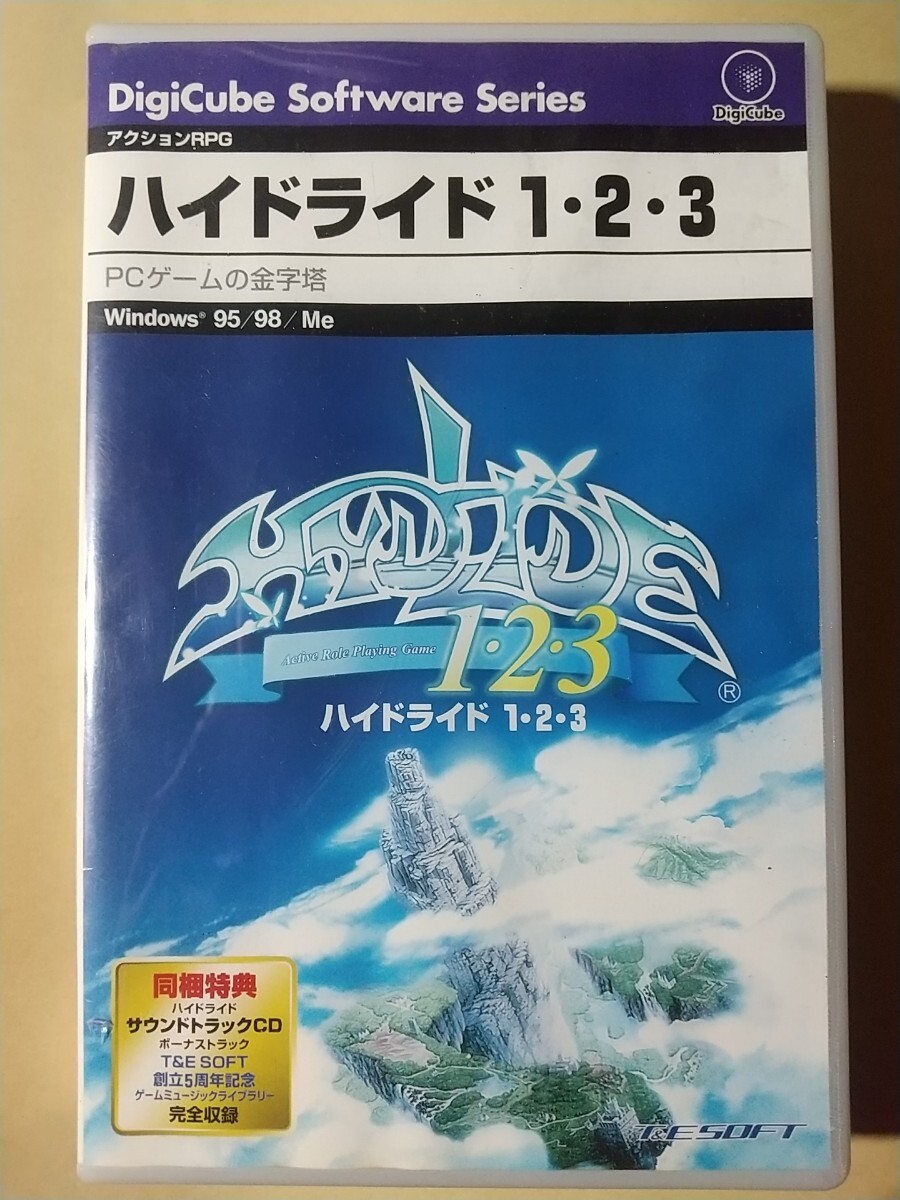 DigiCube Software Series
DigiCube
アクションRPG
ハイドライド 1・2・3
PCゲームの金字塔
Windows® 95/98/Me
HYDLIDE
Active Role Playing Game
1・2・3
®
ハイドライド 1・2・3
同梱特典
ハイドライド
サウンドトラックCD
ボーナストラック
T&E SOFT
創立5周年記念
ゲームミュージックライブラリー
完全収録
T&E SOFT